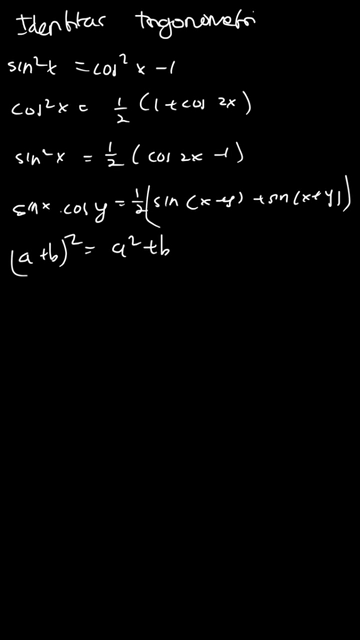 Identitas trigonometri
sin²x = cos²x - 1
cos²x = 1/2 (1 + cos 2x)
sin²x = 1/2 (cos 2x - 1)
sin x . cos y = 1/2 (sin (x-y) + sin (x+y))
(a+b)² = a² + b